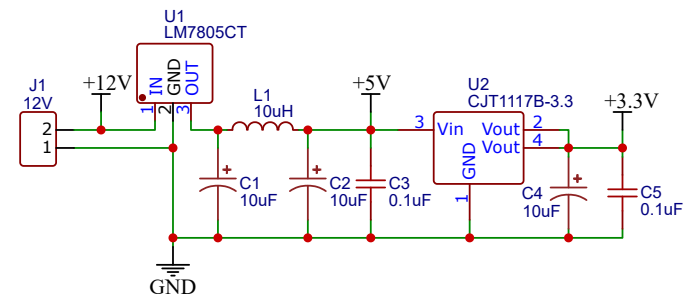 U1
LM7805CT
J1
12V
2
1
+12V
IN
GND
OUT
1
2
3
L1
10uH
+5V
U2
CJT1117B-3.3
3
Vin
Vout
2
Vout
4
GND
1
+3.3V
C1
10uF
C2
10uF
C3
0.1uF
C4
10uF
C5
0.1uF
GND